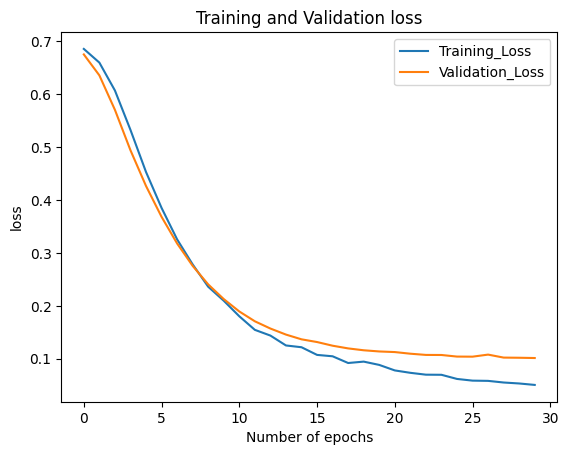 Training and Validation loss
Training_Loss
Validation_Loss
0.7
0.6
0.5
0.4
0.3
0.2
0.1
loss
0 5 10 15 20 25 30
Number of epochs